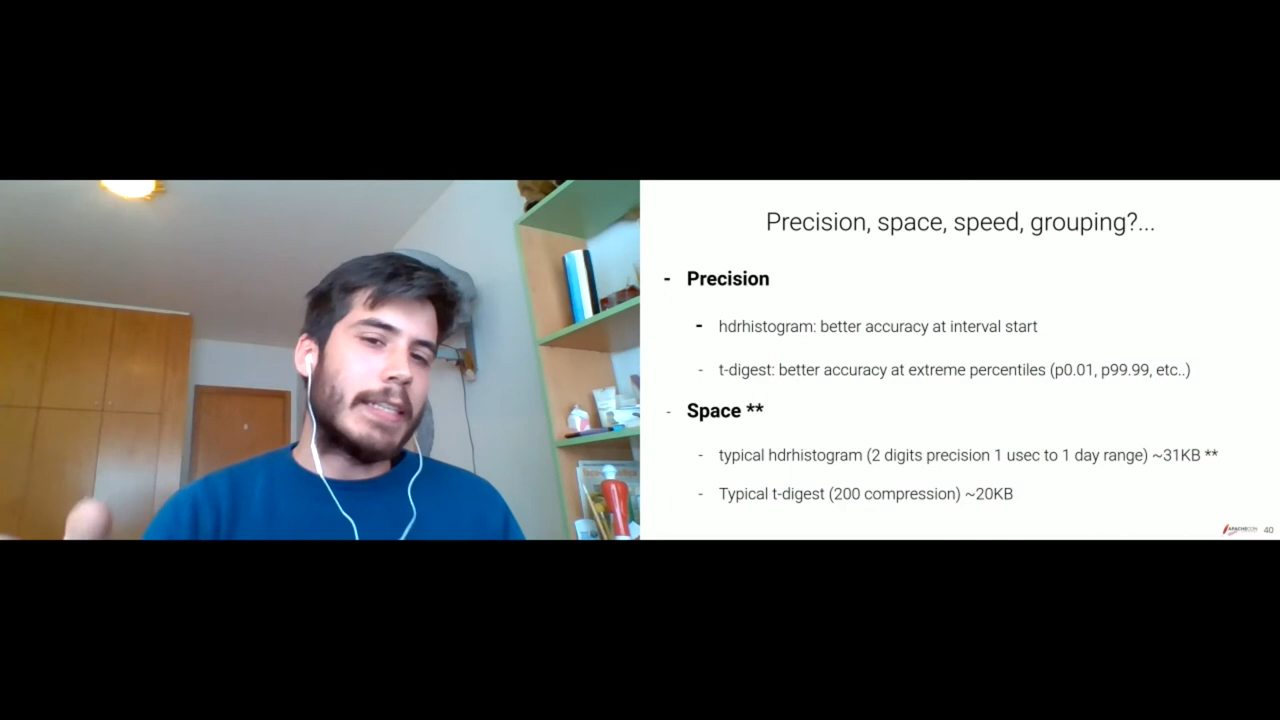 Precision, space, speed, grouping?...
- Precision
- hdrhistogram: better accuracy at interval start
- t-digest: better accuracy at extreme percentiles (p0.01, p99.99, etc..)
- Space **
- typical hdrhistogram (2 digits precision 1 usec to 1 day range) ~31KB **
- Typical t-digest (200 compression) ~20KB
APACHECON
40